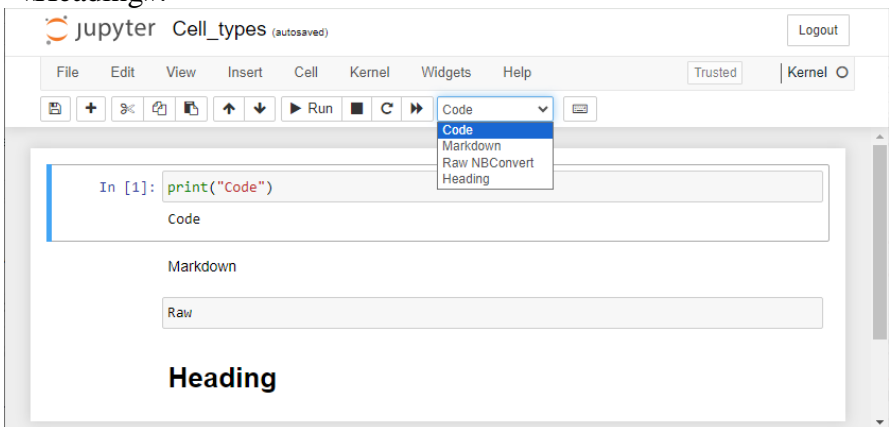 jupyter Cell_types (autosaved)
Logout
File Edit View Insert Cell Kernel Widgets Help
Trusted
Kernel
Run
Code
Code
Markdown
Raw NBConvert
Heading
In [1]: print("Code")
Code
Markdown
Raw
Heading